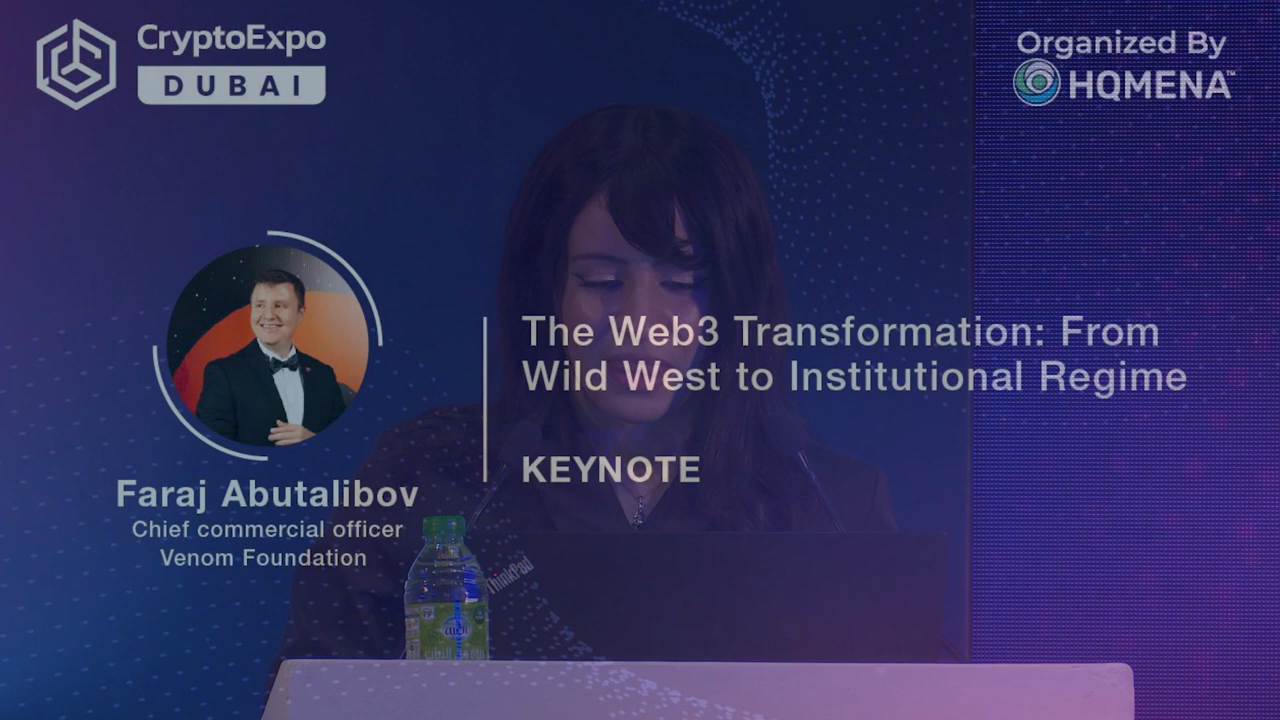 CryptoExpo
DUBAI
Organized By
HQMENA™
The Web3 Transformation: From
Wild West to Institutional Regime
KEYNOTE
Faraj Abutalibov
Chief commercial officer
Venom Foundation
ThinkPad